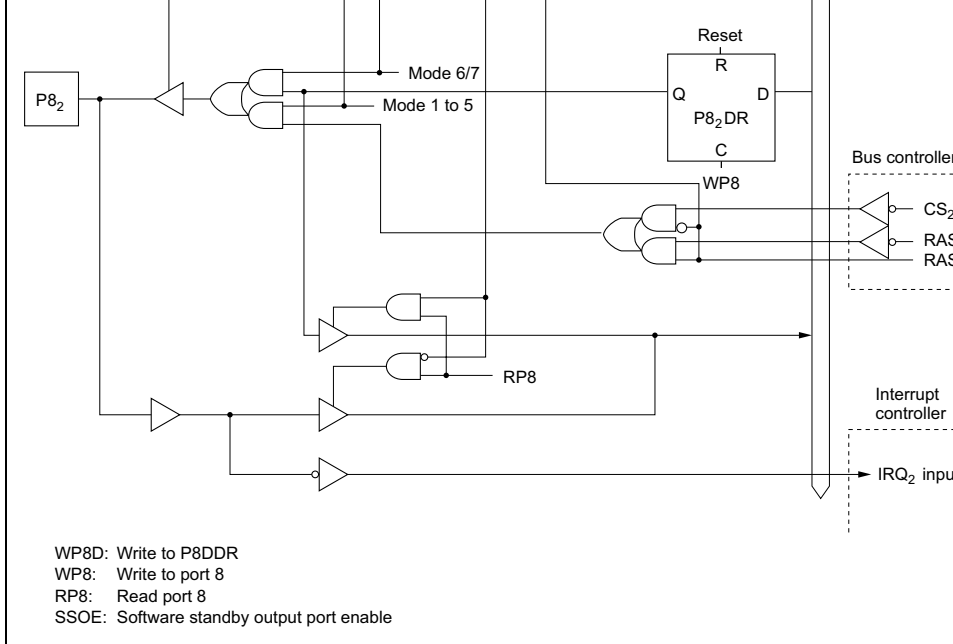 Reset
R
Mode 6/7
P8₂
Q
D
Mode 1 to 5
P8₂DR
C
Bus controller
WP8
CS₂
RAS
RAS
RP8
Interrupt
controller
IRQ₂
WP8D: Write to P8DDR
WP8: Write to port 8
RP8: Read port 8
SSOE: Software standby output port enable